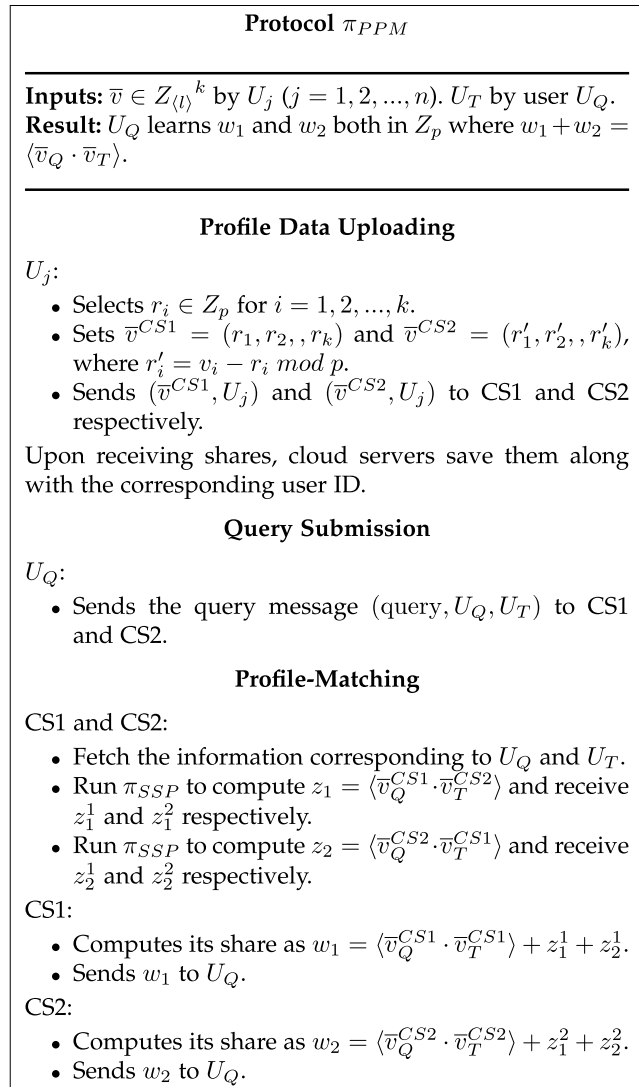 Protocol π_{PPM}
Inputs: v̅ ∈ Z_{⟨l⟩}^k by U_j (j = 1, 2, ..., n). U_T by user U_Q.
Result: U_Q learns w_1 and w_2 both in Z_p where w_1 + w_2 =
⟨v̅_Q · v̅_T⟩.
Profile Data Uploading
U_j:
• Selects r_i ∈ Z_p for i = 1, 2, ..., k.
• Sets v̅^{CS1} = (r_1, r_2, , r_k) and v̅^{CS2} = (r′_1, r′_2, , r′_k),
where r′_i = v_i − r_i mod p.
• Sends (v̅^{CS1}, U_j) and (v̅^{CS2}, U_j) to CS1 and CS2
respectively.
Upon receiving shares, cloud servers save them along
with the corresponding user ID.
Query Submission
U_Q:
• Sends the query message (query, U_Q, U_T) to CS1
and CS2.
Profile-Matching
CS1 and CS2:
• Fetch the information corresponding to U_Q and U_T.
• Run π_{SSP} to compute z_1 = ⟨v̅_Q^{CS1} · v̅_T^{CS2}⟩ and receive
z_1^1 and z_1^2 respectively.
• Run π_{SSP} to compute z_2 = ⟨v̅_Q^{CS2} · v̅_T^{CS1}⟩ and receive
z_2^1 and z_2^2 respectively.
CS1:
• Computes its share as w_1 = ⟨v̅_Q^{CS1} · v̅_T^{CS1}⟩ + z_1^1 + z_2^1.
• Sends w_1 to U_Q.
CS2:
• Computes its share as w_2 = ⟨v̅_Q^{CS2} · v̅_T^{CS2}⟩ + z_1^2 + z_2^2.
• Sends w_2 to U_Q.